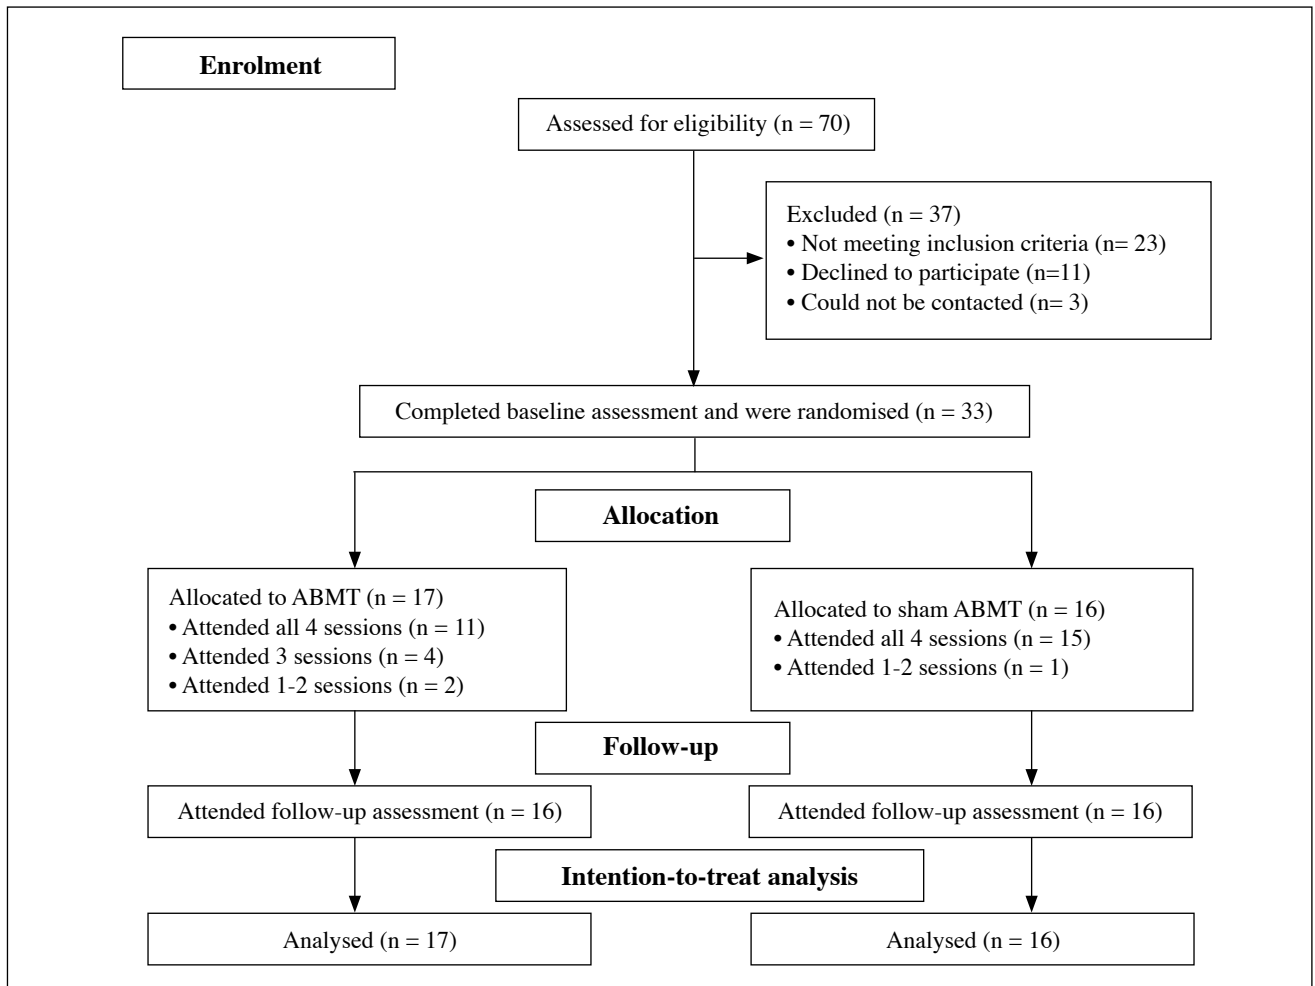 Enrolment
Assessed for eligibility (n = 70)
Excluded (n = 37)
• Not meeting inclusion criteria (n= 23)
• Declined to participate (n=11)
• Could not be contacted (n= 3)
Completed baseline assessment and were randomised (n = 33)
Allocation
Allocated to ABMT (n = 17)
• Attended all 4 sessions (n = 11)
• Attended 3 sessions (n = 4)
• Attended 1-2 sessions (n = 2)
Allocated to sham ABMT (n = 16)
• Attended all 4 sessions (n = 15)
• Attended 1-2 sessions (n = 1)
Follow-up
Attended follow-up assessment (n = 16)
Attended follow-up assessment (n = 16)
Intention-to-treat analysis
Analysed (n = 17)
Analysed (n = 16)